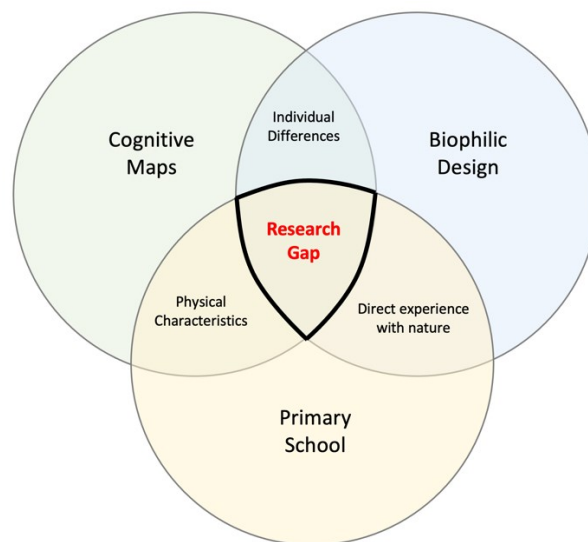 Individual
Differences
Cognitive
Maps
Biophilic
Design
Research
Gap
Physical
Characteristics
Direct experience
with nature
Primary
School